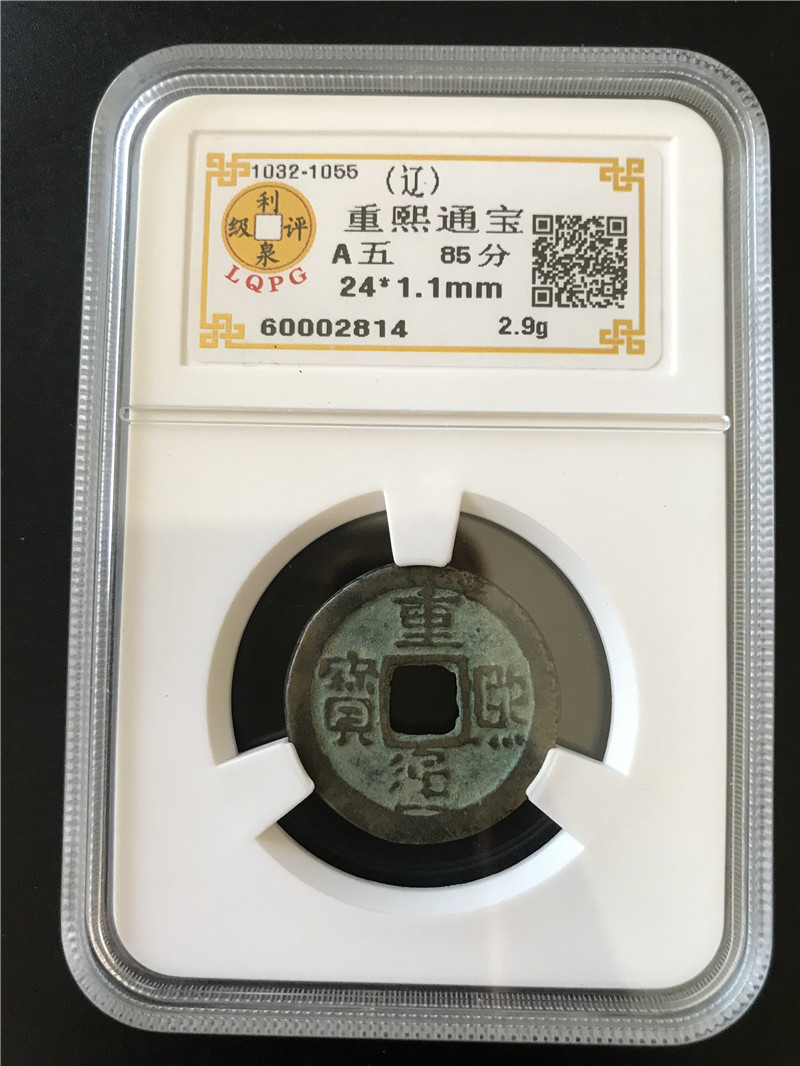 1032-1055
（辽）
利
级 评
泉
LQPG
重熙通宝
A五 85分
24*1.1mm
60002814
2.9g
重
寶 熙
通